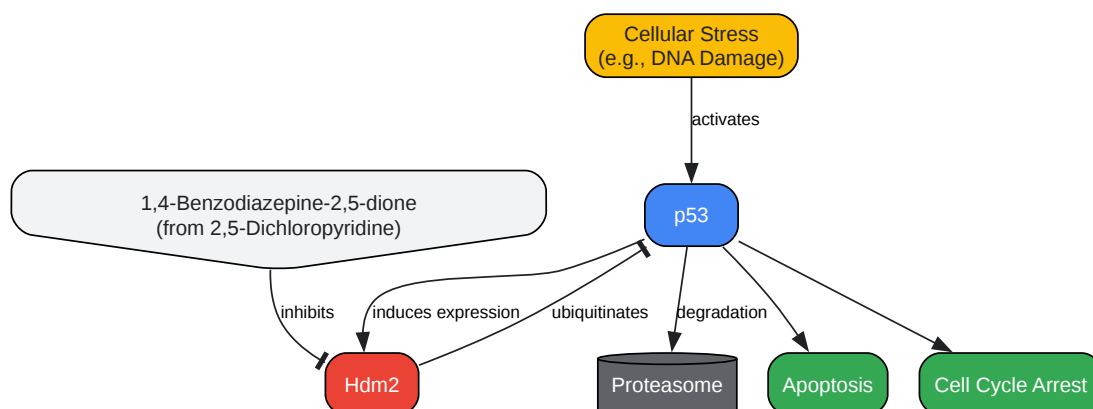 Cellular Stress
(e.g., DNA Damage)
activates
1,4-Benzodiazepine-2,5-dione
(from 2,5-Dichloropyridine)
p53
inhibits
induces expression
ubiquitinates
degradation
Hdm2
Proteasome
Apoptosis
Cell Cycle Arrest